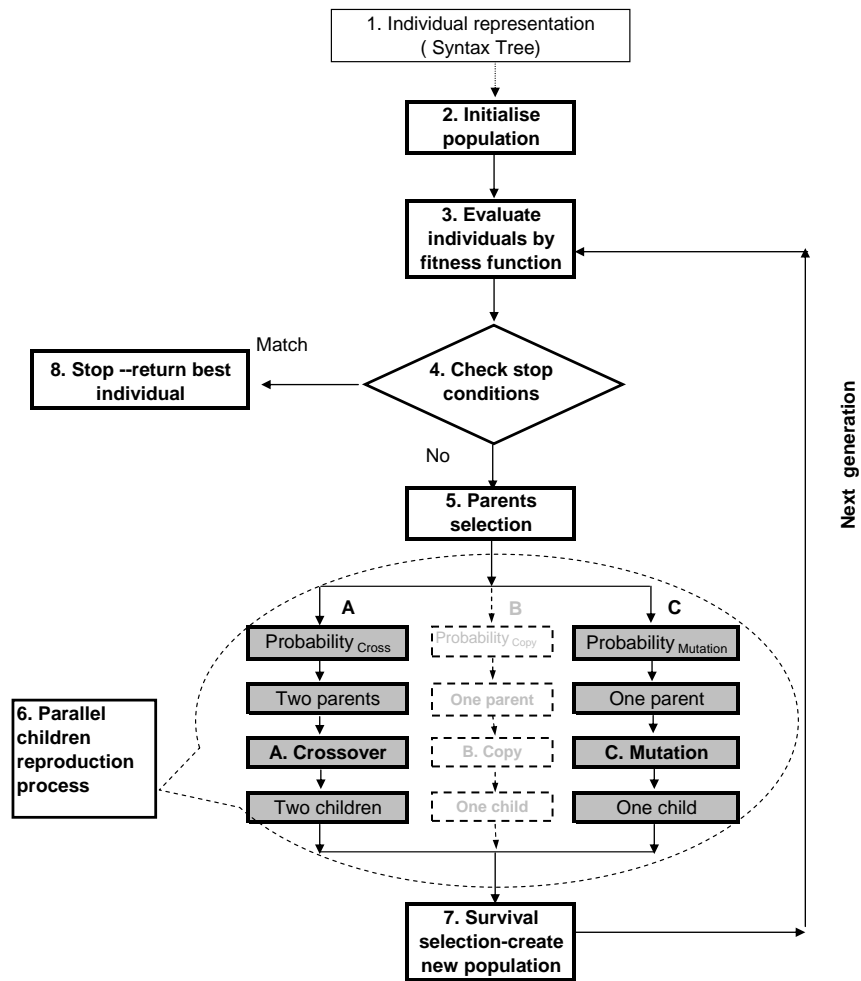 1. Individual representation
( Syntax Tree)
2. Initialise
population
3. Evaluate
individuals by
fitness function
Match
8. Stop --return best
individual
4. Check stop
conditions
No
5. Parents
selection
Next generation
A
B
C
Probability Cross
Probability Copy
Probability Mutation
Two parents
One parent
One parent
6. Parallel
children
reproduction
process
A. Crossover
B. Copy
C. Mutation
Two children
One child
One child
7. Survival
selection-create
new population